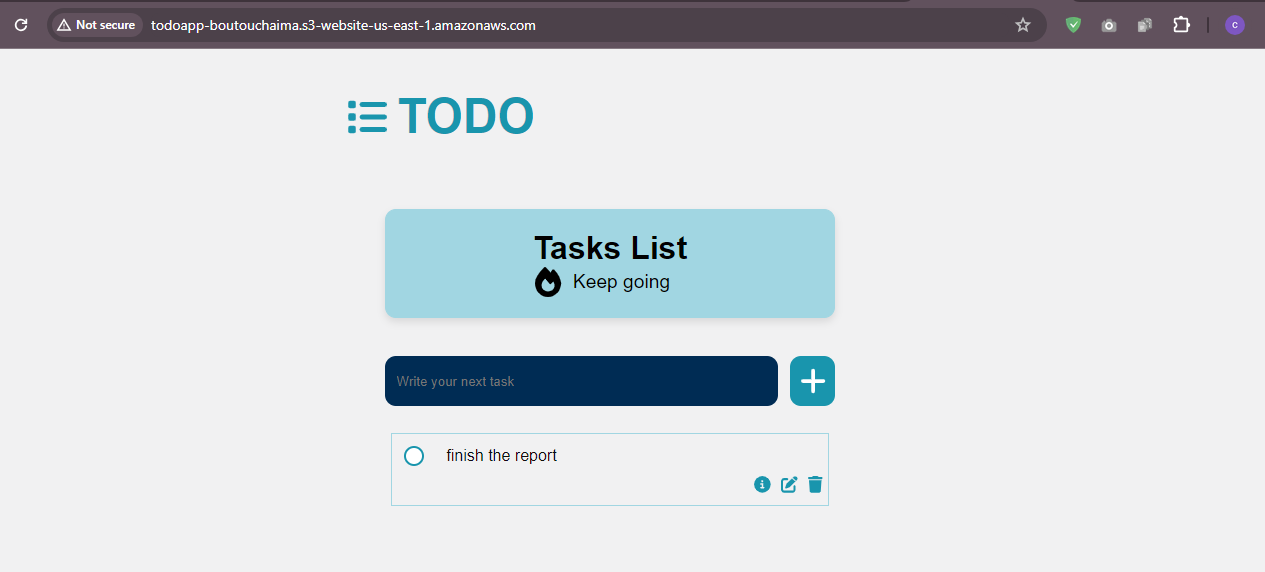 Not secure todoapp-boutouchaima.s3-website-us-east-1.amazonaws.com
c
TODO
Tasks List
Keep going
Write your next task
finish the report